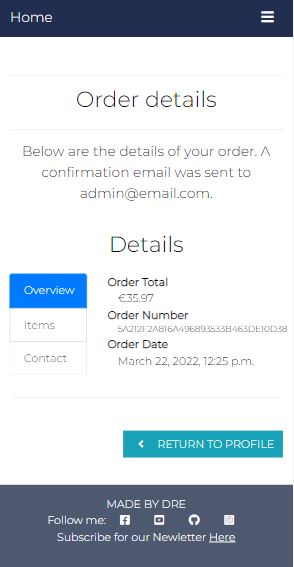 Home
Order details
Below are the details of your order. A
confirmation email was sent to
admin@email.com.
Details
Overview
Items
Contact
Order Total
€35.97
Order Number
5A212F2A816A496893533B463DE10D38
Order Date
March 22, 2022, 12:25 p.m.
RETURN TO PROFILE
MADE BY DRE
Follow me:
Subscribe for our Newletter Here